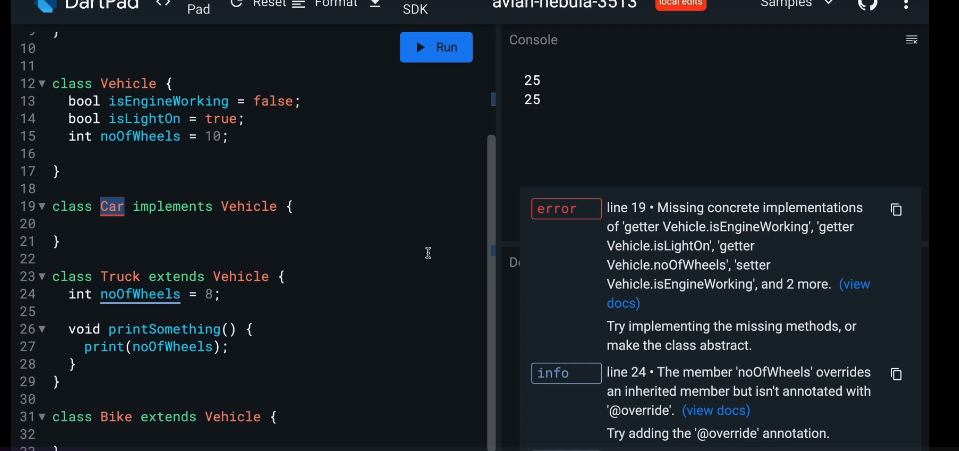 DartPad
<>
Pad
Reset
Format
SDK
avian-nebula-3513
local edits
Samples
10
11
12 class Vehicle {
13 bool isEngineWorking = false;
14 bool isLightOn = true;
15 int noOfWheels = 10;
16
17 }
18
19 class Car implements Vehicle {
20
21 }
22
23 class Truck extends Vehicle {
24 int noOfWheels = 8;
25
26 void printSomething() {
27 print(noOfWheels);
28 }
29 }
30
31 class Bike extends Vehicle {
32
Run
Console
25
25
error
line 19 • Missing concrete implementations
of 'getter Vehicle.isEngineWorking', 'getter
Vehicle.isLightOn', 'getter
Vehicle.noOfWheels', 'setter
Vehicle.isEngineWorking', and 2 more. (view
docs)
Try implementing the missing methods, or
make the class abstract.
info
line 24 • The member 'noOfWheels' overrides
an inherited member but isn't annotated with
'@override'. (view docs)
Try adding the '@override' annotation.